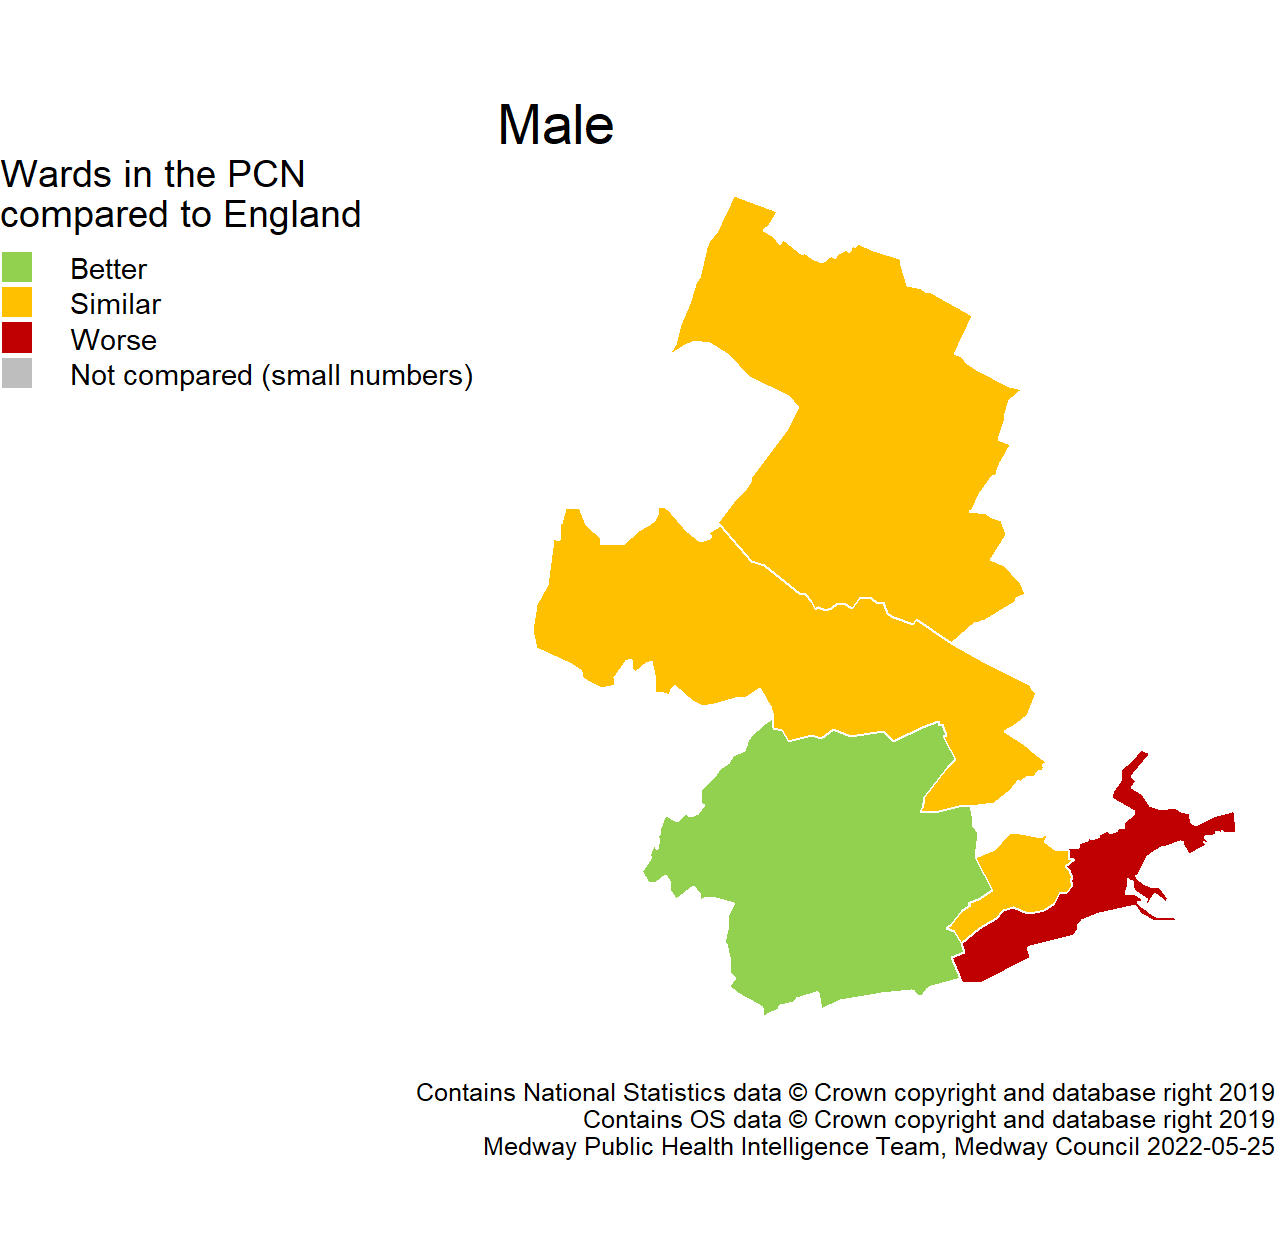 Male
Wards in the PCN
compared to England
Better
Similar
Worse
Not compared (small numbers)
Contains National Statistics data © Crown copyright and database right 2019
Contains OS data © Crown copyright and database right 2019
Medway Public Health Intelligence Team, Medway Council 2022-05-25